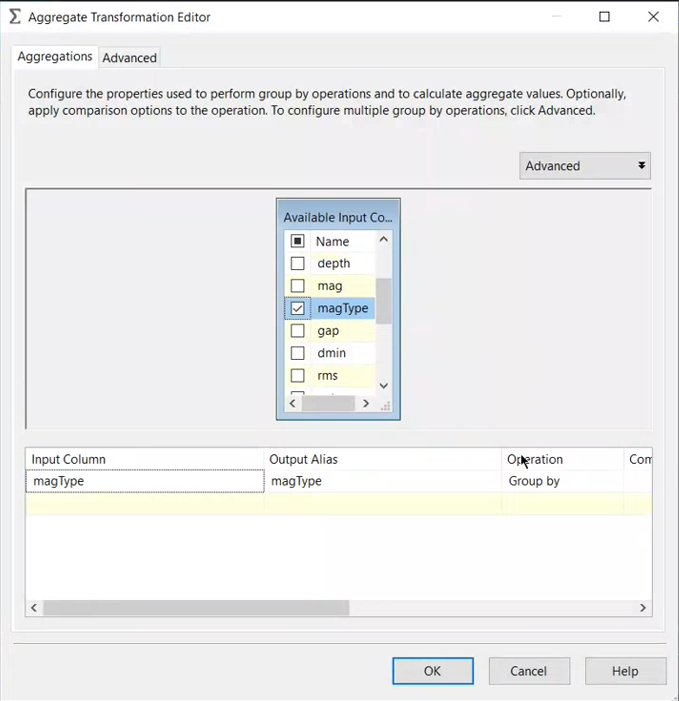 Aggregate Transformation Editor
Aggregations Advanced
Configure the properties used to perform group by operations and to calculate aggregate values. Optionally,
apply comparison options to the operation. To configure multiple group by operations, click Advanced.
Advanced
Available Input Co...
Name
depth
mag
magType
gap
dmin
rms
Input Column Output Alias Operation Com
magType magType Group by
OK Cancel Help